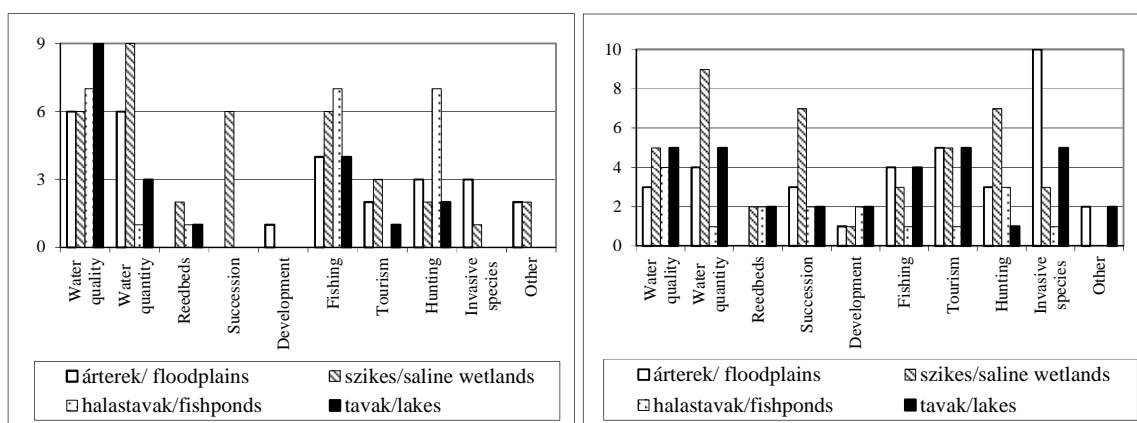 9
6
3
0
Water quality
Water quantity
Reedbeds
Succession
Development
Fishing
Tourism
Hunting
Invasive species
Other
árterek/ floodplains
szikes/saline wetlands
halastavak/fishponds
tavak/lakes
10
8
6
4
2
0
Water quality
Water quantity
Reedbeds
Succession
Development
Fishing
Tourism
Hunting
Invasive species
Other
árterek/ floodplains
szikes/saline wetlands
halastavak/fishponds
tavak/lakes